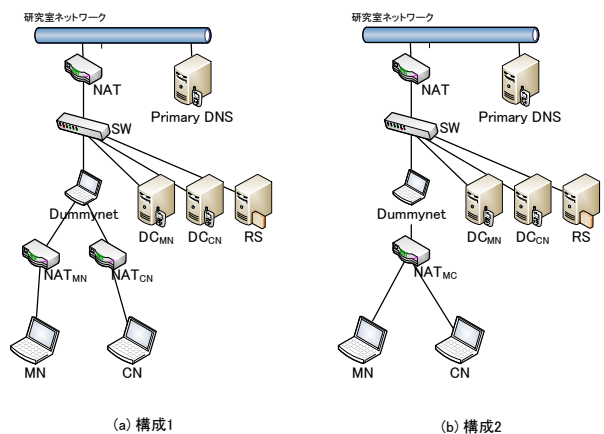 研究室ネットワーク
NAT
Primary DNS
SW
Dummynet
DCMN
DCCN
RS
NATMN
NATCN
MN
CN
(a) 構成1
研究室ネットワーク
NAT
Primary DNS
SW
Dummynet
DCMN
DCCN
RS
NATMC
MN
CN
(b) 構成2